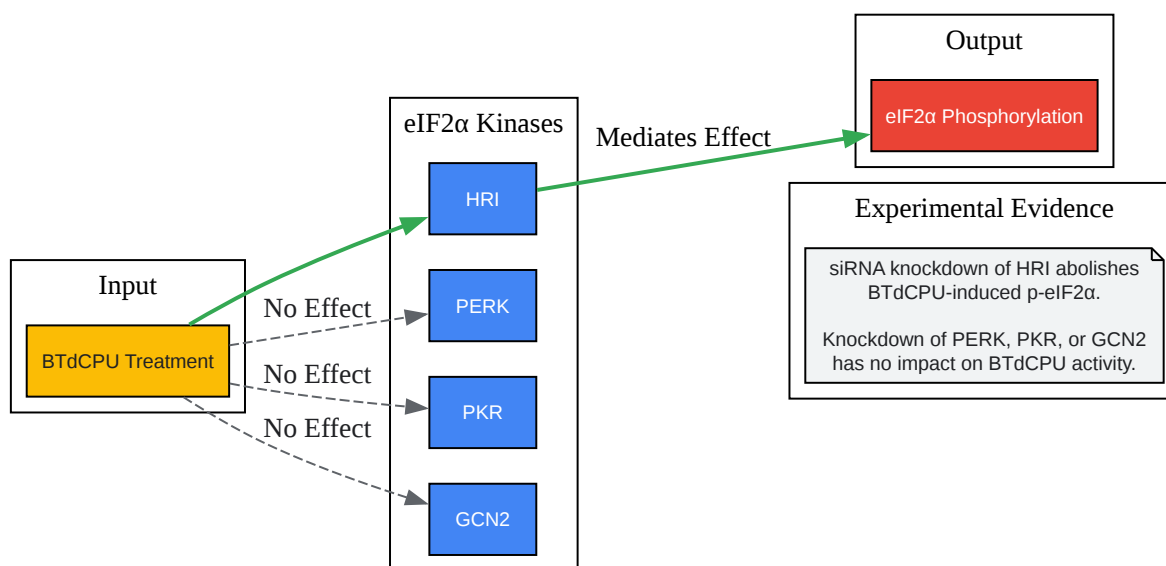 Output
eIF2α Phosphorylation
eIF2α Kinases
Mediates Effect
HRI
Experimental Evidence
siRNA knockdown of HRI abolishes
BTdCPU-induced p-eIF2α.
Knockdown of PERK, PKR, or GCN2
has no impact on BTdCPU activity.
Input
BTdCPU Treatment
No Effect
PERK
No Effect
PKR
No Effect
GCN2